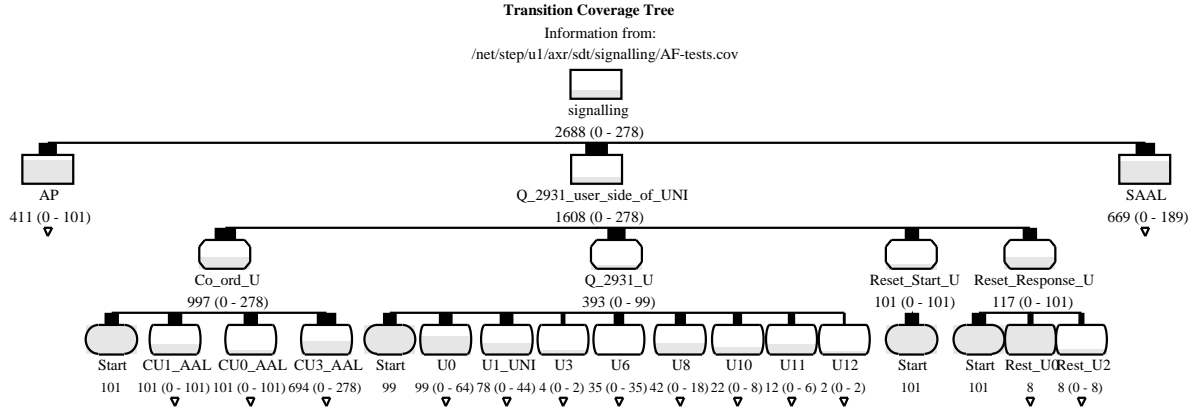 Transition Coverage Tree
Information from:
/net/step/u1/axr/sdt/signalling/AF-tests.cov
signalling
2688 (0 - 278)
AP Q_2931_user_side_of_UNI SAAL
411 (0 - 101) 1608 (0 - 278) 669 (0 - 189)
Co_ord_U Q_2931_U Reset_Start_U Reset_Response_U
997 (0 - 278) 393 (0 - 99) 101 (0 - 101) 117 (0 - 101)
Start CU1_AAL CU0_AAL CU3_AAL Start U0 U1_UNI U3 U6 U8 U10 U11 U12 Start Start Rest_U0 Rest_U2
101 101 (0 - 101) 101 (0 - 101) 694 (0 - 278) 99 99 (0 - 64) 78 (0 - 44) 4 (0 - 2) 35 (0 - 35) 42 (0 - 18) 22 (0 - 8) 12 (0 - 6) 2 (0 - 2) 101 101 8 8 (0 - 8)